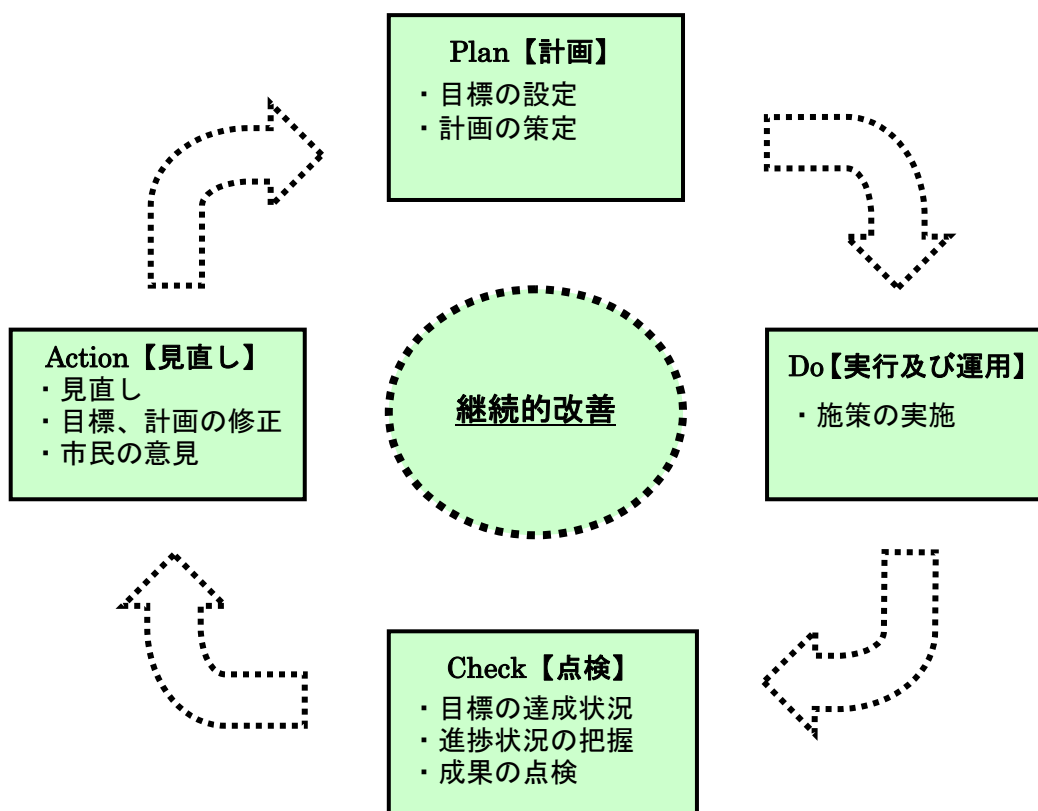 Plan【計画】
・目標の設定
・計画の策定
Action【見直し】
・見直し
・目標、計画の修正
・市民の意見
継続的改善
Do【実行及び運用】
・施策の実施
Check【点検】
・目標の達成状況
・進捗状況の把握
・成果の点検